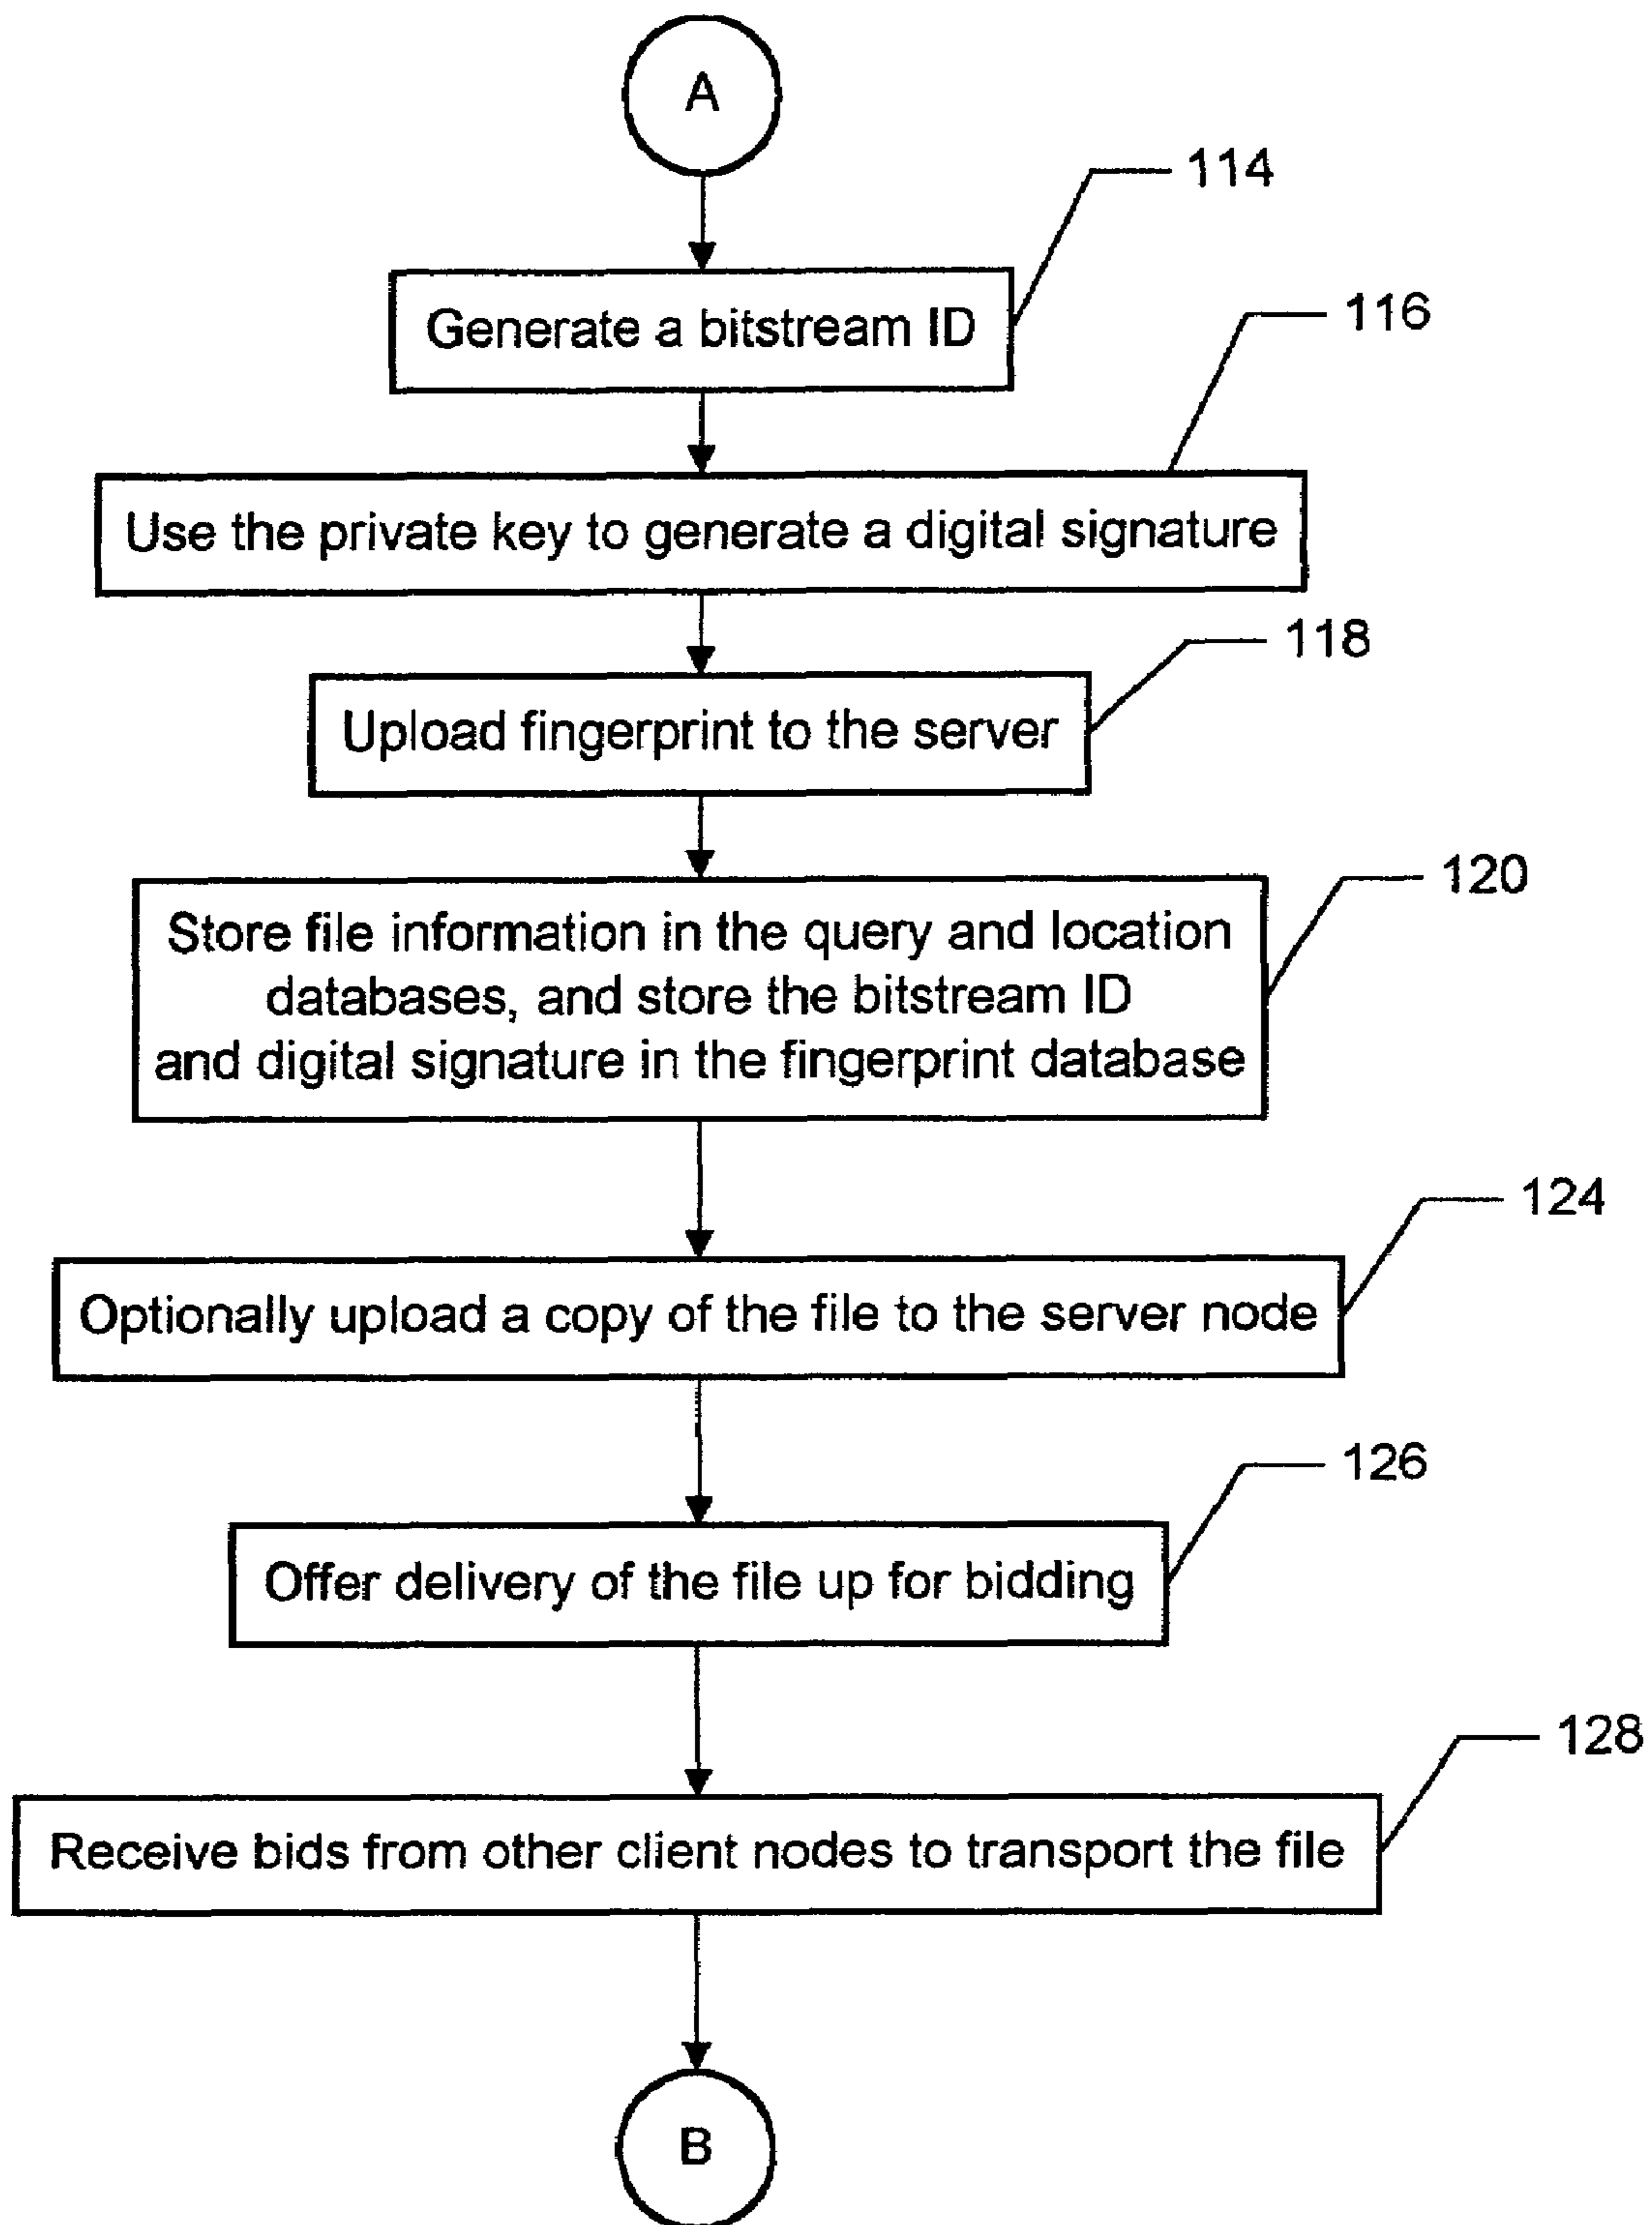 A
114
Generate a bitstream ID
116
Use the private key to generate a digital signature
118
Upload fingerprint to the server
120
Store file information in the query and location
databases, and store the bitstream ID
and digital signature in the fingerprint database
124
Optionally upload a copy of the file to the server node
126
Offer delivery of the file up for bidding
128
Receive bids from other client nodes to transport the file
B